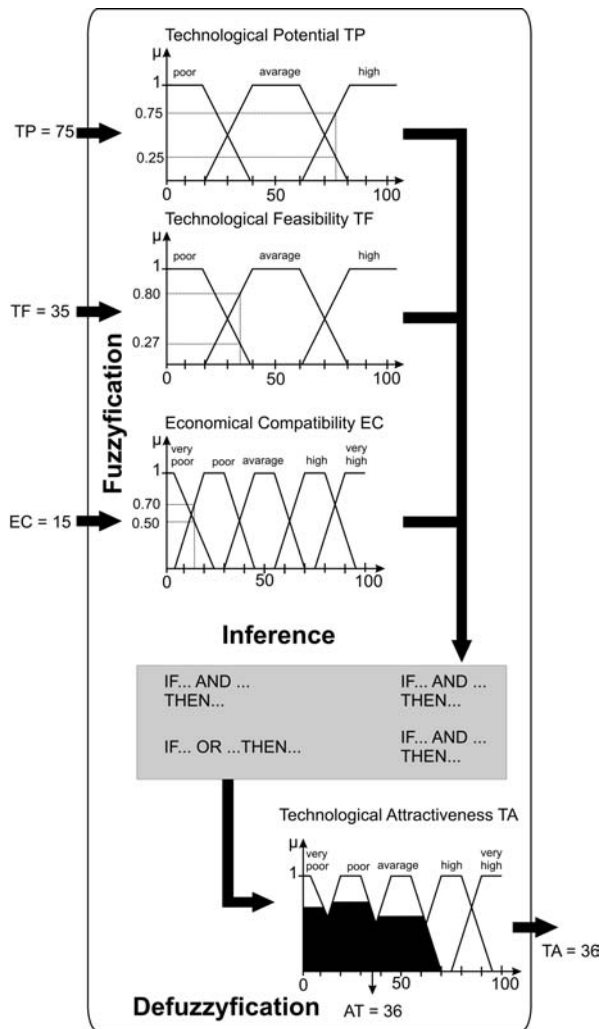 Technological Potential TP
μ
poor
avarage
high
1
0.75
0.25
TP = 75
0
50
100
Technological Feasibility TF
μ
poor
avarage
high
1
0.80
0.27
TF = 35
0
50
100
Fuzzyfication
Economical Compatibility EC
μ
very
poor
poor
avarage
high
very
high
1
0.70
0.50
EC = 15
0
50
100
Inference
IF... AND ...
THEN...
IF... AND ...
THEN...
IF... OR ...THEN...
IF... AND ...
THEN...
Technological Attractiveness TA
μ
very
poor
poor
avarage
high
very
high
1
0
50
100
TA = 36
AT = 36
Defuzzyfication